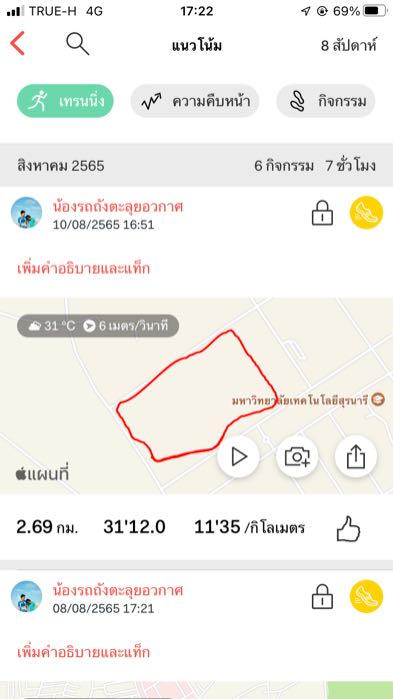 TRUE-H 4G 17:22 69%
แนวโน้ม 8 สัปดาห์
เทรนนิ่ง ความคืบหน้า กิจกรรม
สิงหาคม 2565 6 กิจกรรม 7 ชั่วโมง
น้องรถถังตะลุยอวกาศ
10/08/2565 16:51
เพิ่มคำอธิบายและแท็ก
31 °C 6 เมตร/วินาที
มหาวิทยาลัยเทคโนโลยีสุรนารี
แผนที่
2.69 กม. 31'12.0 11'35 /กิโลเมตร
น้องรถถังตะลุยอวกาศ
08/08/2565 17:21
เพิ่มคำอธิบายและแท็ก